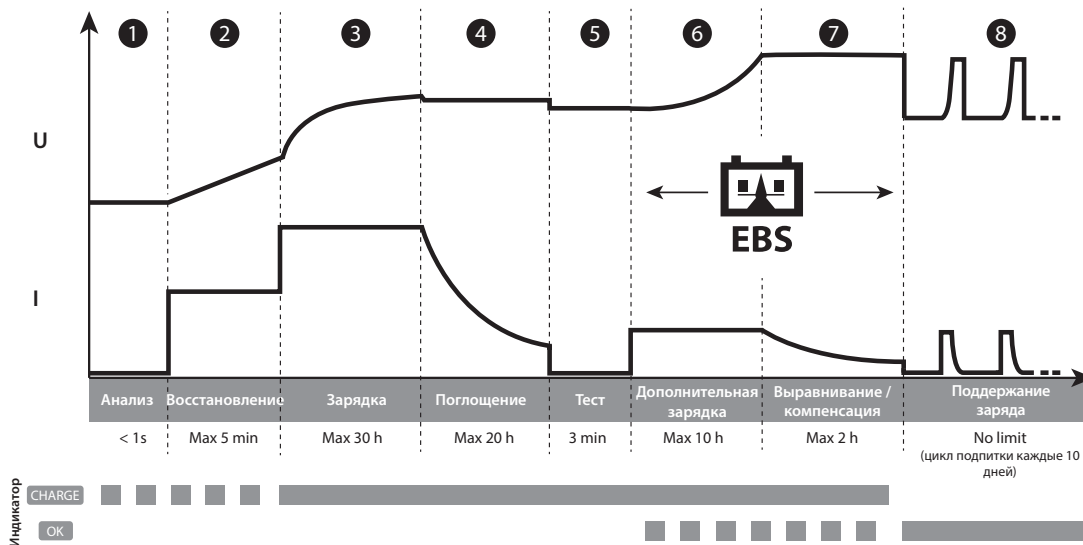 1 2 3 4 5 6 7 8
U
EBS
I
Анализ Восстановление Зарядка Поглощение Тест Дополнительная зарядка Выравнивание / компенсация Поддержание заряда
< 1s Max 5 min Max 30 h Max 20 h 3 min Max 10 h Max 2 h No limit
(цикл подпитки каждые 10
дней)
Индикатор
CHARGE
OK